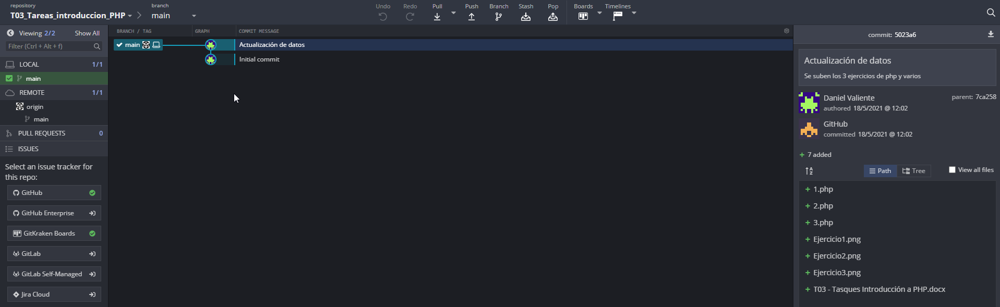 repository
T03_Tareas_introduccion_PHP
branch
main
Undo
Redo
Pull
Push
Branch
Stash
Pop
Boards
Timelines
Viewing 2/2
Show All
Filter (Ctrl + Alt + f)
LOCAL
1/1
main
REMOTE
1/1
origin
main
PULL REQUESTS
0
ISSUES
Select an issue tracker for
this repo:
GitHub
GitHub Enterprise
GitKraken Boards
GitLab
GitLab Self-Managed
Jira Cloud
BRANCH / TAG
GRAPH
COMMIT MESSAGE
main
Actualización de datos
Initial commit
commit: 5023a6
Actualización de datos
Se suben los 3 ejercicios de php y varios
Daniel Valiente
parent: 7ca258
authored 18/5/2021 @ 12:02
GitHub
committed 18/5/2021 @ 12:02
+ 7 added
A
Z
Path
Tree
View all files
+ 1.php
+ 2.php
+ 3.php
+ Ejercicio1.png
+ Ejercicio2.png
+ Ejercicio3.png
+ T03 - Tasques Introducción a PHP.docx